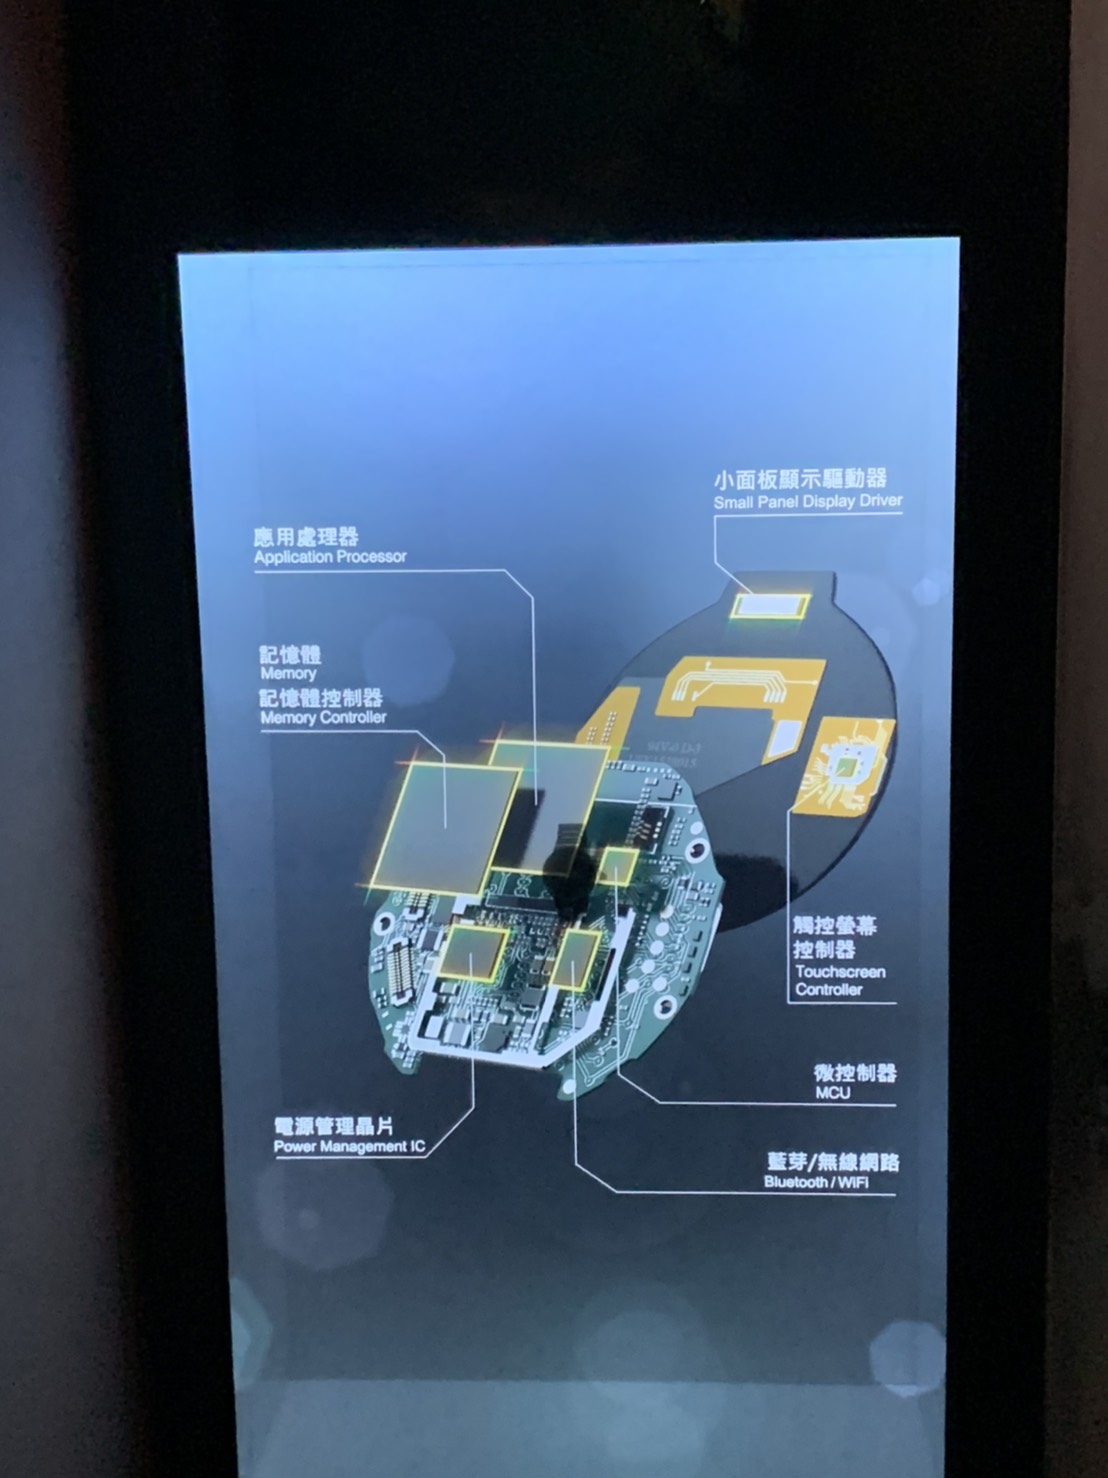 小面板顯示驅動器
Small Panel Display Driver
應用處理器
Application Processor
記憶體
Memory
記憶體控制器
Memory Controller
觸控螢幕
控制器
Touchscreen
Controller
微控制器
MCU
電源管理晶片
Power Management IC
藍芽/無線網路
Bluetooth / WiFi